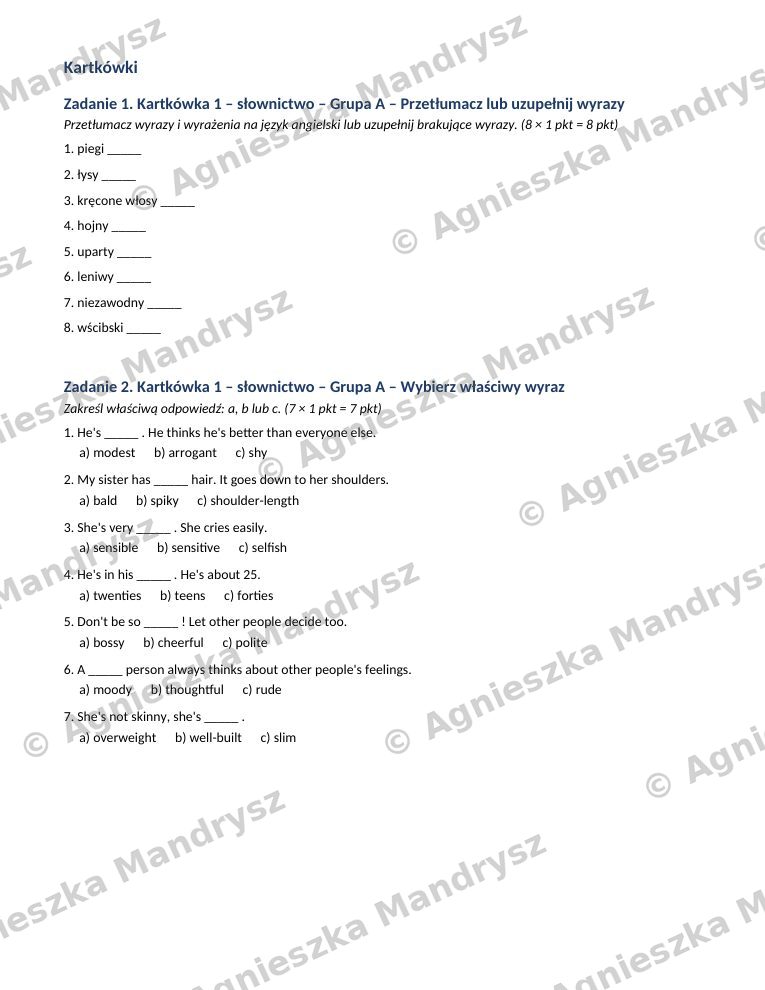 Kartkówki
Zadanie 1. Kartkówka 1 – słownictwo – Grupa A – Przetłumacz lub uzupełnij wyrazy
Przetłumacz wyrazy i wyrażenia na język angielski lub uzupełnij brakujące wyrazy. (8 × 1 pkt = 8 pkt)
1. piegi _____
2. łysy _____
3. kręcone włosy _____
4. hojny _____
5. uparty _____
6. leniwy _____
7. niezawodny _____
8. wścibski _____
Zadanie 2. Kartkówka 1 – słownictwo – Grupa A – Wybierz właściwy wyraz
Zakreśl właściwą odpowiedź: a, b lub c. (7 × 1 pkt = 7 pkt)
1. He's _____ . He thinks he's better than everyone else.
a) modest b) arrogant c) shy
2. My sister has _____ hair. It goes down to her shoulders.
a) bald b) spiky c) shoulder-length
3. She's very _____ . She cries easily.
a) sensible b) sensitive c) selfish
4. He's in his _____ . He's about 25.
a) twenties b) teens c) forties
5. Don't be so _____ ! Let other people decide too.
a) bossy b) cheerful c) polite
6. A _____ person always thinks about other people's feelings.
a) moody b) thoughtful c) rude
7. She's not skinny, she's _____ .
a) overweight b) well-built c) slim
© Agnieszka Mandrysz